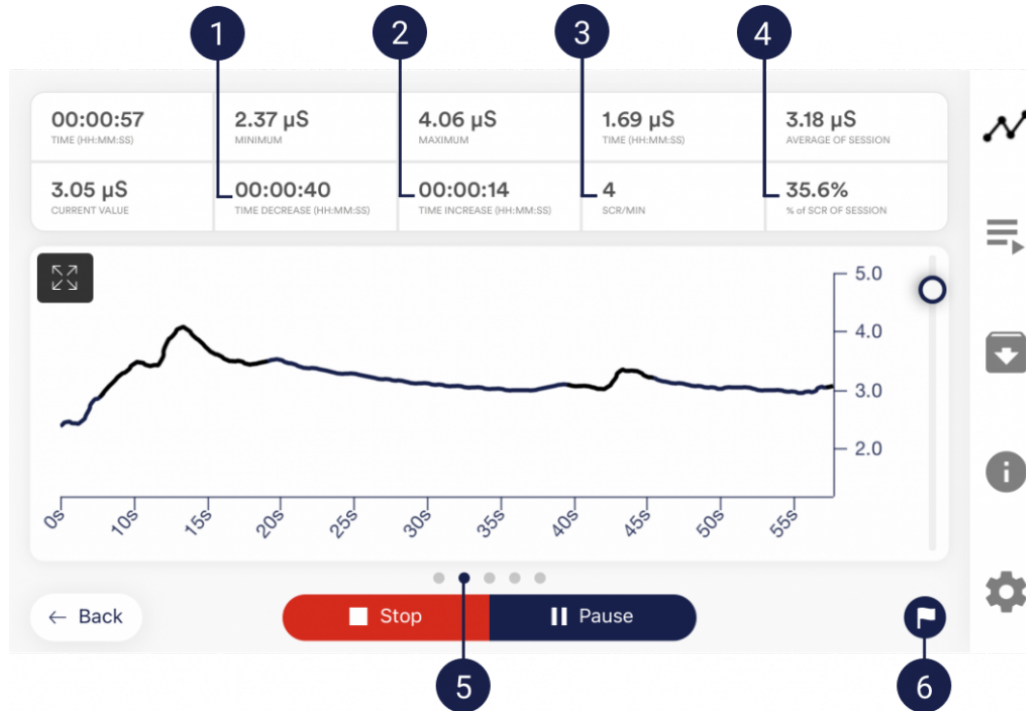 1 2 3 4
00:00:57 2.37 µS 4.06 µS 1.69 µS 3.18 µS
TIME (HH:MM:SS) MINIMUM MAXIMUM TIME (HH:MM:SS) AVERAGE OF SESSION
3.05 µS 00:00:40 00:00:14 4 35.6%
CURRENT VALUE TIME DECREASE (HH:MM:SS) TIME INCREASE (HH:MM:SS) SCR/MIN % of SCR OF SESSION
5.0
4.0
3.0
2.0
0s 10s 15s 20s 25s 30s 35s 40s 45s 50s 55s
← Back Stop Pause
5 6